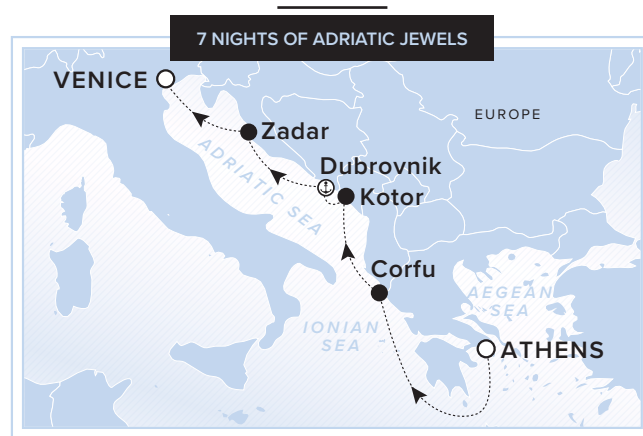 7 NIGHTS OF ADRIATIC JEWELS
VENICE
EUROPE
Zadar
ADRIATIC SEA
Dubrovnik
Kotor
Corfu
AEGEAN
SEA
IONIAN
SEA
ATHENS